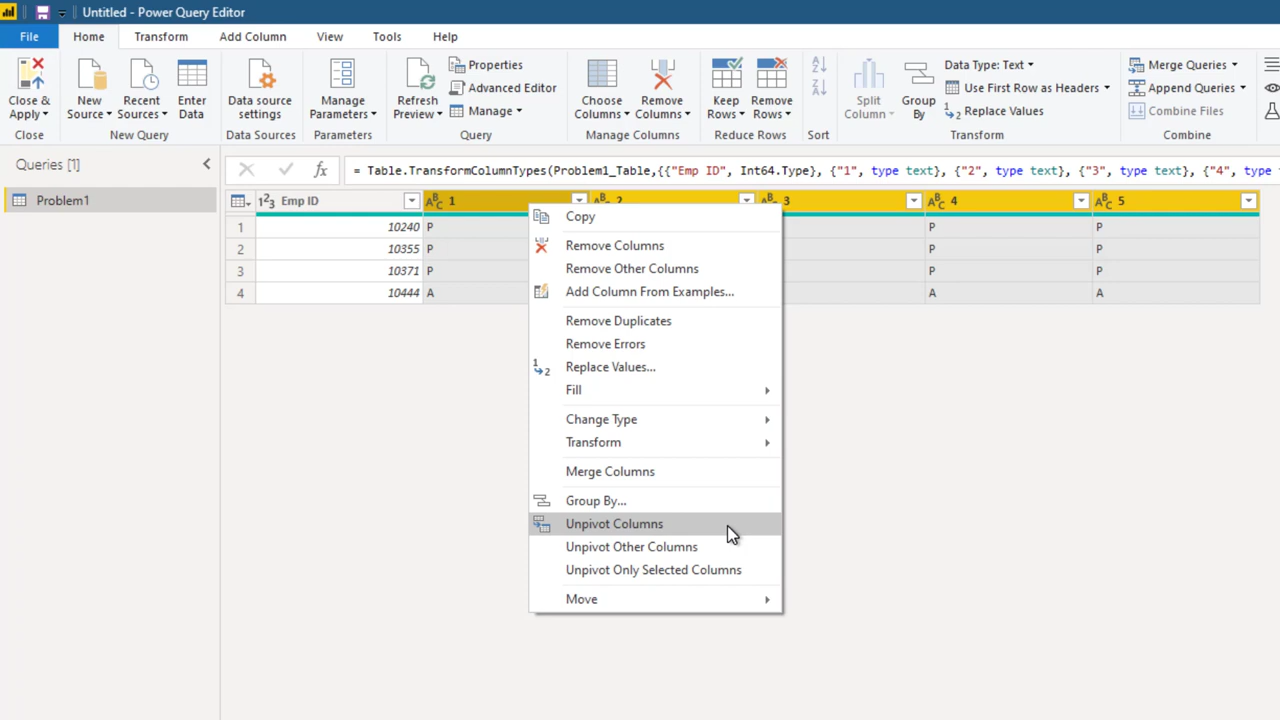 Untitled - Power Query Editor
File Home Transform Add Column View Tools Help
Close & Apply
New Source
Recent Sources
Enter Data
Data source settings
Manage Parameters
Refresh Preview
Properties
Advanced Editor
Manage
Choose Columns
Remove Columns
Keep Rows
Remove Rows
Split Column
Group By
Data Type: Text
Use First Row as Headers
Replace Values
Merge Queries
Append Queries
Combine Files
Close New Query Data Sources Parameters Query Manage Columns Reduce Rows Sort Transform Combine
Queries [1]
fx = Table.TransformColumnTypes(Problem1_Table,{{"Emp ID", Int64.Type}, {"1", type text}, {"2", type text}, {"3", type text}, {"4", type
Problem1
Emp ID 1 2 3 4 5
1 10240 P P P
2 10355 P P P
3 10371 P P P
4 10444 A A A
Copy
Remove Columns
Remove Other Columns
Add Column From Examples...
Remove Duplicates
Remove Errors
Replace Values...
Fill
Change Type
Transform
Merge Columns
Group By...
Unpivot Columns
Unpivot Other Columns
Unpivot Only Selected Columns
Move